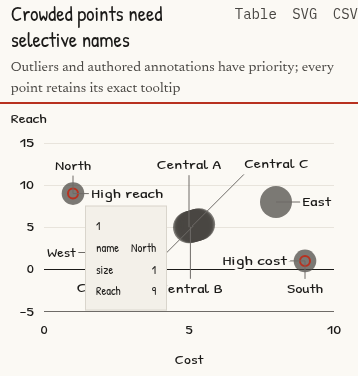 Crowded points need
selective names
Table SVG CSV
Outliers and authored annotations have priority; every
point retains its exact tooltip
Reach
15
North
Central A
Central C
10
High reach
East
1
name North
5
West
size 1
High cost
0
Reach 9
C
entral B
South
-5
0
5
10
Cost